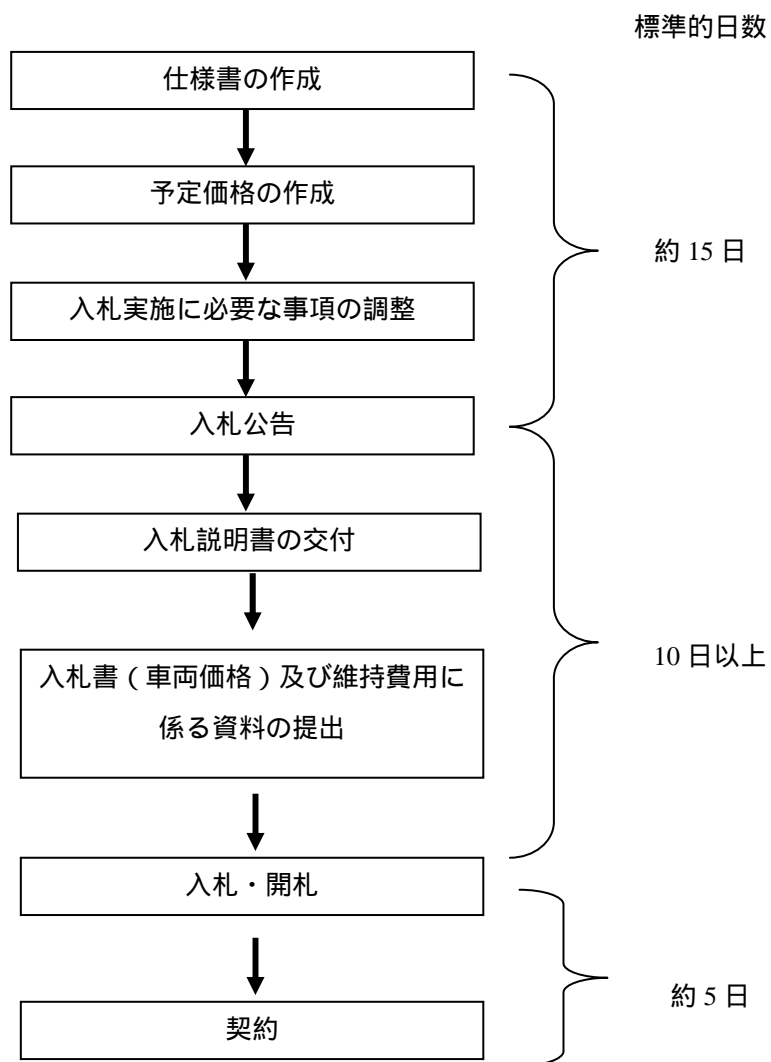 標準的日数
仕様書の作成
予定価格の作成
約 15 日
入札実施に必要な事項の調整
入札公告
入札説明書の交付
入札書（車両価格）及び維持費用に
係る資料の提出
10 日以上
入札・開札
約 5 日
契約